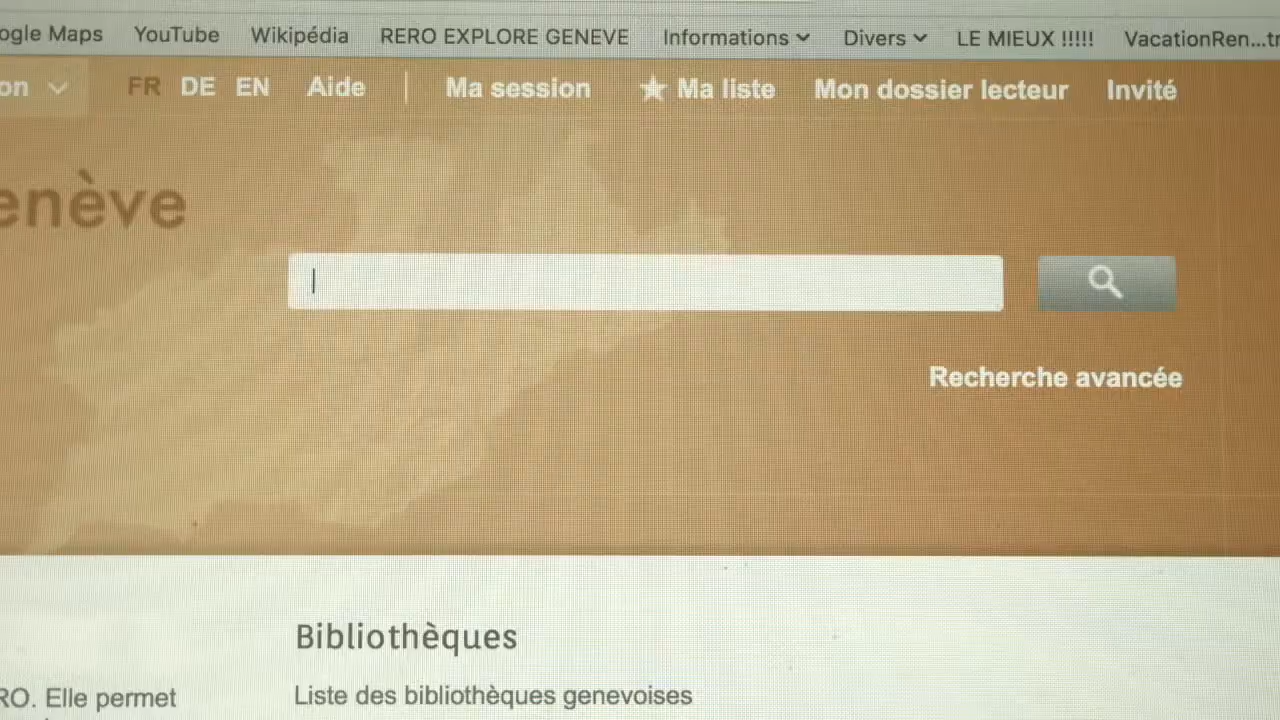 ogle Maps YouTube Wikipédia RERO EXPLORE GENEVE Informations Divers LE MIEUX !!!!! VacationRen...tr
on FR DE EN Aide | Ma session Ma liste Mon dossier lecteur Invité
enève
Recherche avancée
Bibliothèques
RO. Elle permet Liste des bibliothèques genevoises